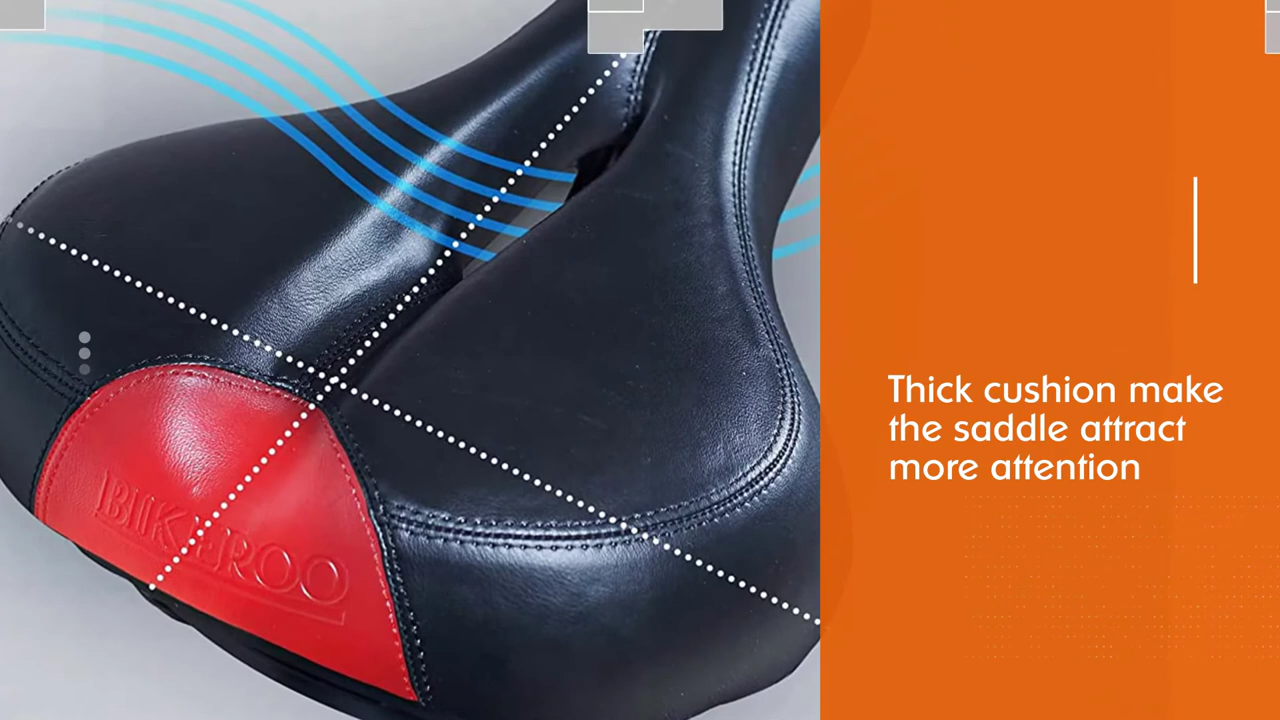 BIKEROO
Thick cushion make
the saddle attract
more attention